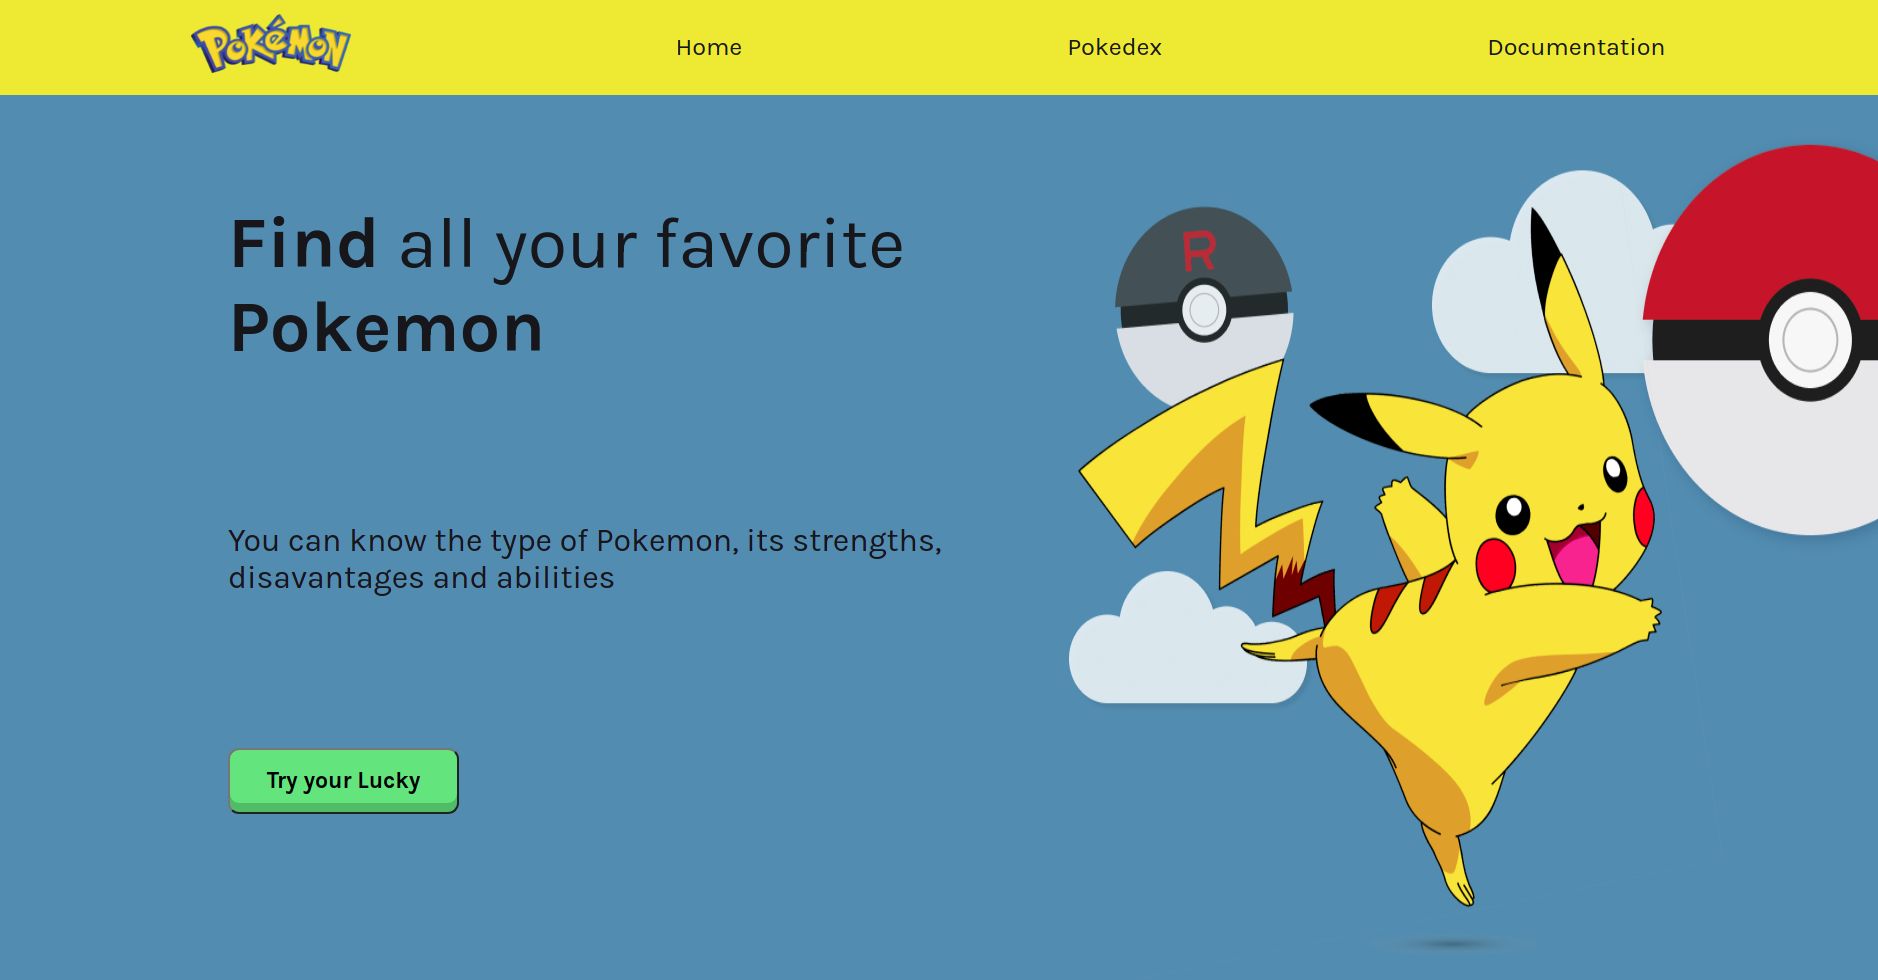 Pokémon
Home
Pokedex
Documentation
Find all your favorite
Pokemon
R
You can know the type of Pokemon, its strengths,
disavantages and abilities
Try your Lucky